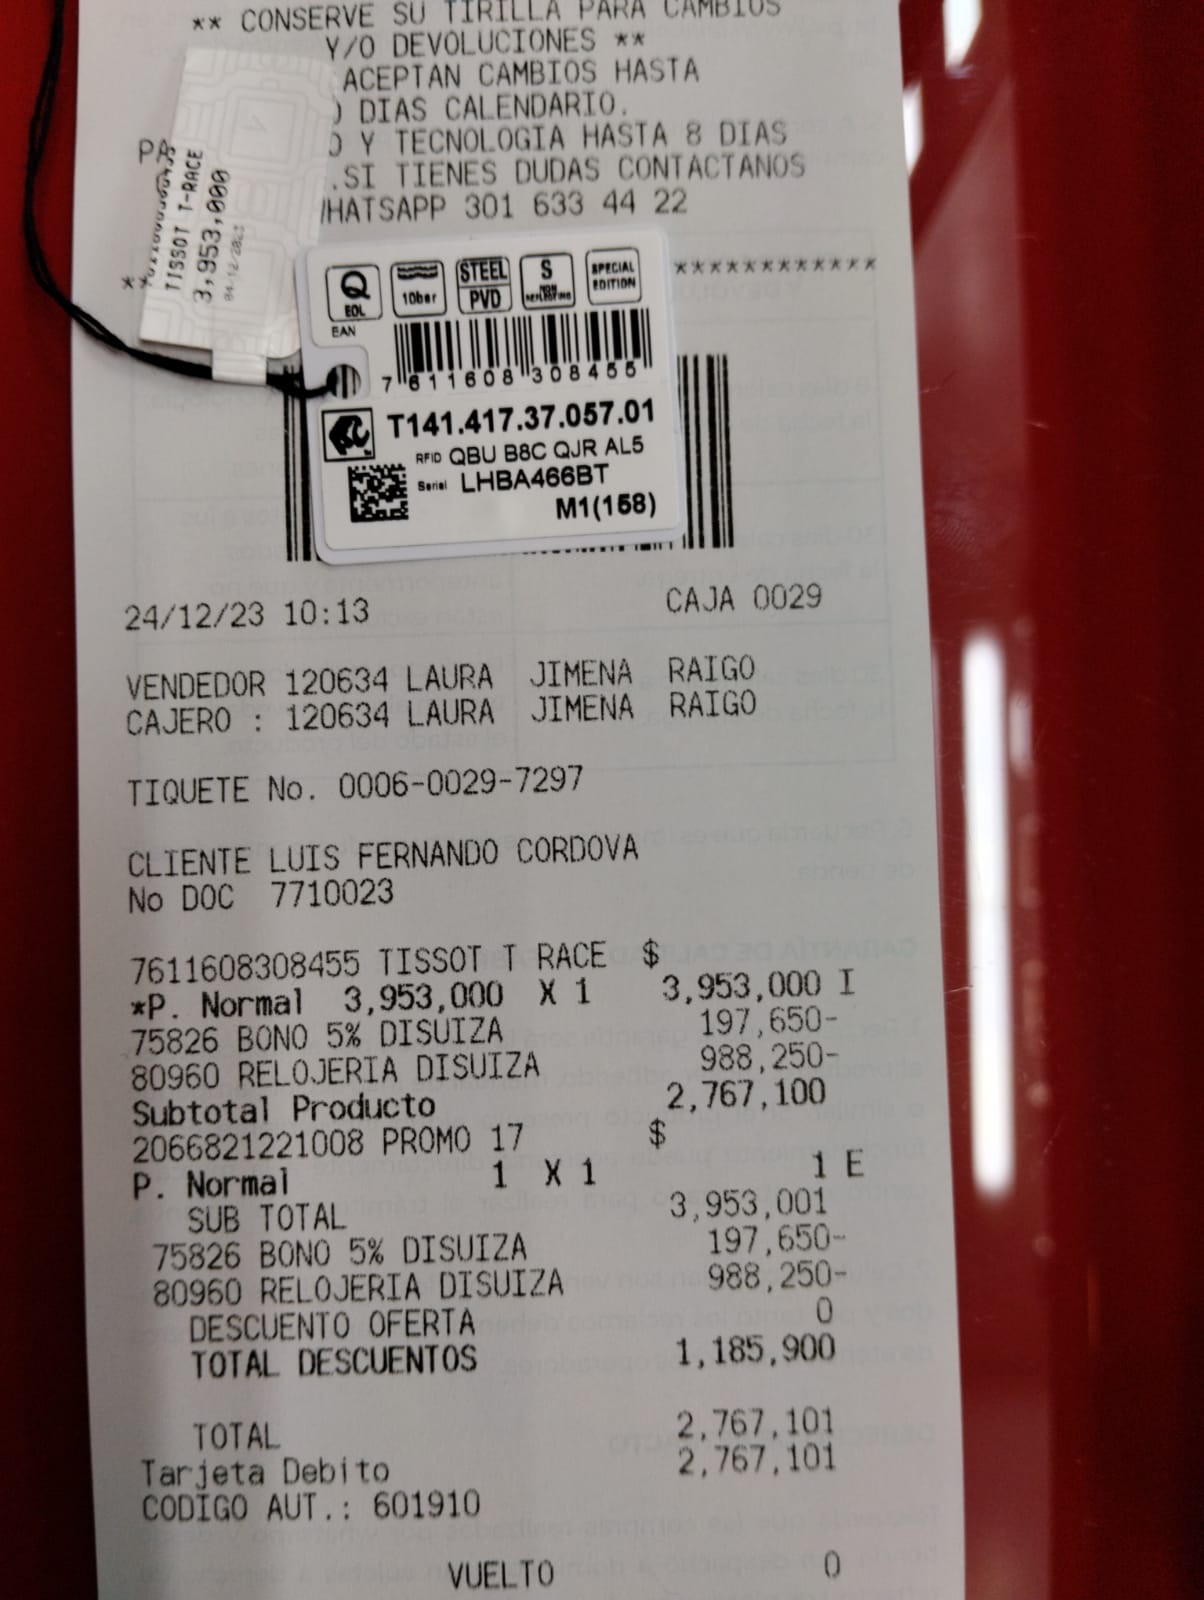 ** CONSERVE SU TIRILLA PARA CAMBIOS
Y/O DEVOLUCIONES **
ACEPTAN CAMBIOS HASTA
DIAS CALENDARIO.
Y TECNOLOGIA HASTA 8 DIAS
.SI TIENES DUDAS CONTACTANOS
WHATSAPP 301 633 44 22
PA
TISSOT T-RACE
3,953,000
04-12-2023
************
Q
EOL
10bar
STEEL
PVD
S
NON
REFLECTING
SPECIAL
EDITION
EAN
7 611608 308455
T141.417.37.057.01
RFID QBU B8C QJR AL5
Serial LHBA466BT
M1(158)
24/12/23 10:13 CAJA 0029
VENDEDOR 120634 LAURA JIMENA RAIGO
CAJERO : 120634 LAURA JIMENA RAIGO
TIQUETE No. 0006-0029-7297
CLIENTE LUIS FERNANDO CORDOVA
No DOC 7710023
7611608308455 TISSOT T RACE $
*P. Normal 3,953,000 X 1 3,953,000 I
75826 BONO 5% DISUIZA 197,650-
80960 RELOJERIA DISUIZA 988,250-
Subtotal Producto 2,767,100
2066821221008 PROMO 17 $
P. Normal 1 X 1 1 E
SUB TOTAL 3,953,001
75826 BONO 5% DISUIZA 197,650-
80960 RELOJERIA DISUIZA 988,250-
DESCUENTO OFERTA 0
TOTAL DESCUENTOS 1,185,900
TOTAL 2,767,101
Tarjeta Debito 2,767,101
CODIGO AUT.: 601910
VUELTO 0